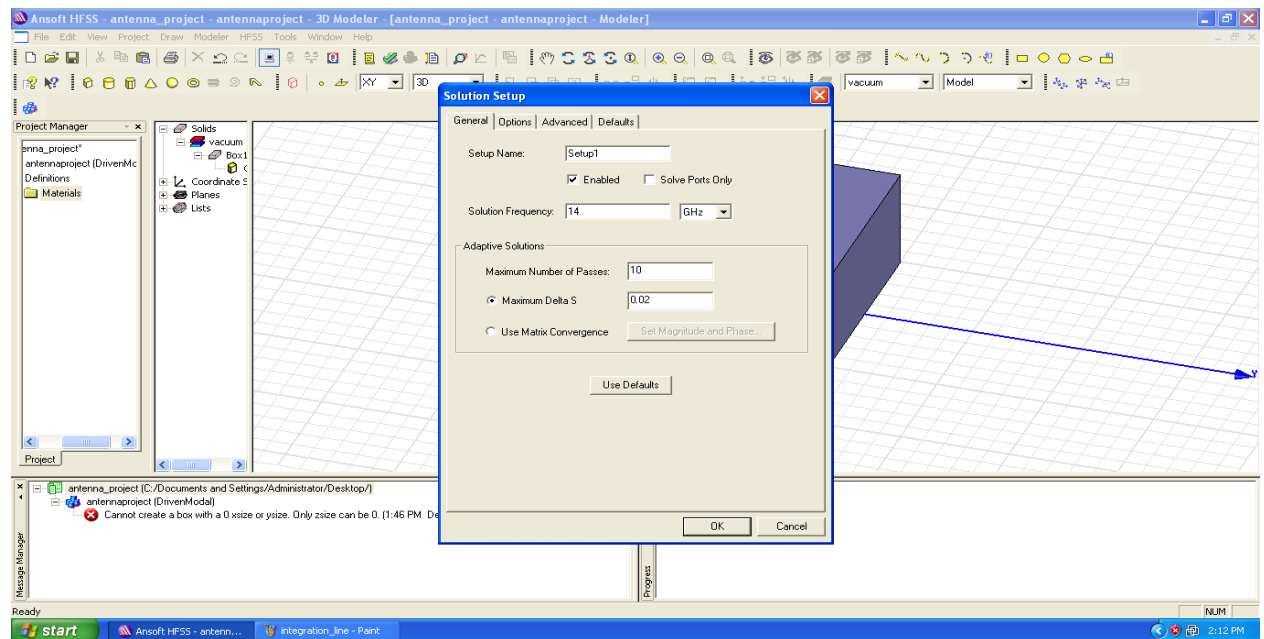 Ansoft HFSS - antenna_project - antennaproject - 3D Modeler - [antenna_project - antennaproject - Modeler]
File Edit View Project Draw Modeler HFSS Tools Window Help
XY 3D vacuum Model
Project Manager
enna_project*
antennaproject (DrivenMc
Definitions
Materials
Project
Solids
vacuum
Box1
Coordinate S
Planes
Lists
Solution Setup
General Options Advanced Defaults
Setup Name: Setup1
Enabled Solve Ports Only
Solution Frequency: 14 GHz
Adaptive Solutions
Maximum Number of Passes: 10
Maximum Delta S 0.02
Use Matrix Convergence Set Magnitude and Phase...
Use Defaults
OK Cancel
Y
antenna_project (C:/Documents and Settings/Administrator/Desktop/)
antennaproject (DrivenModal)
Cannot create a box with a 0 xsize or ysize. Only zsize can be 0. (1:46 PM De
Message Manager
Progress
Ready NUM
start Ansoft HFSS - antenn... integration_line - Paint 2:12 PM